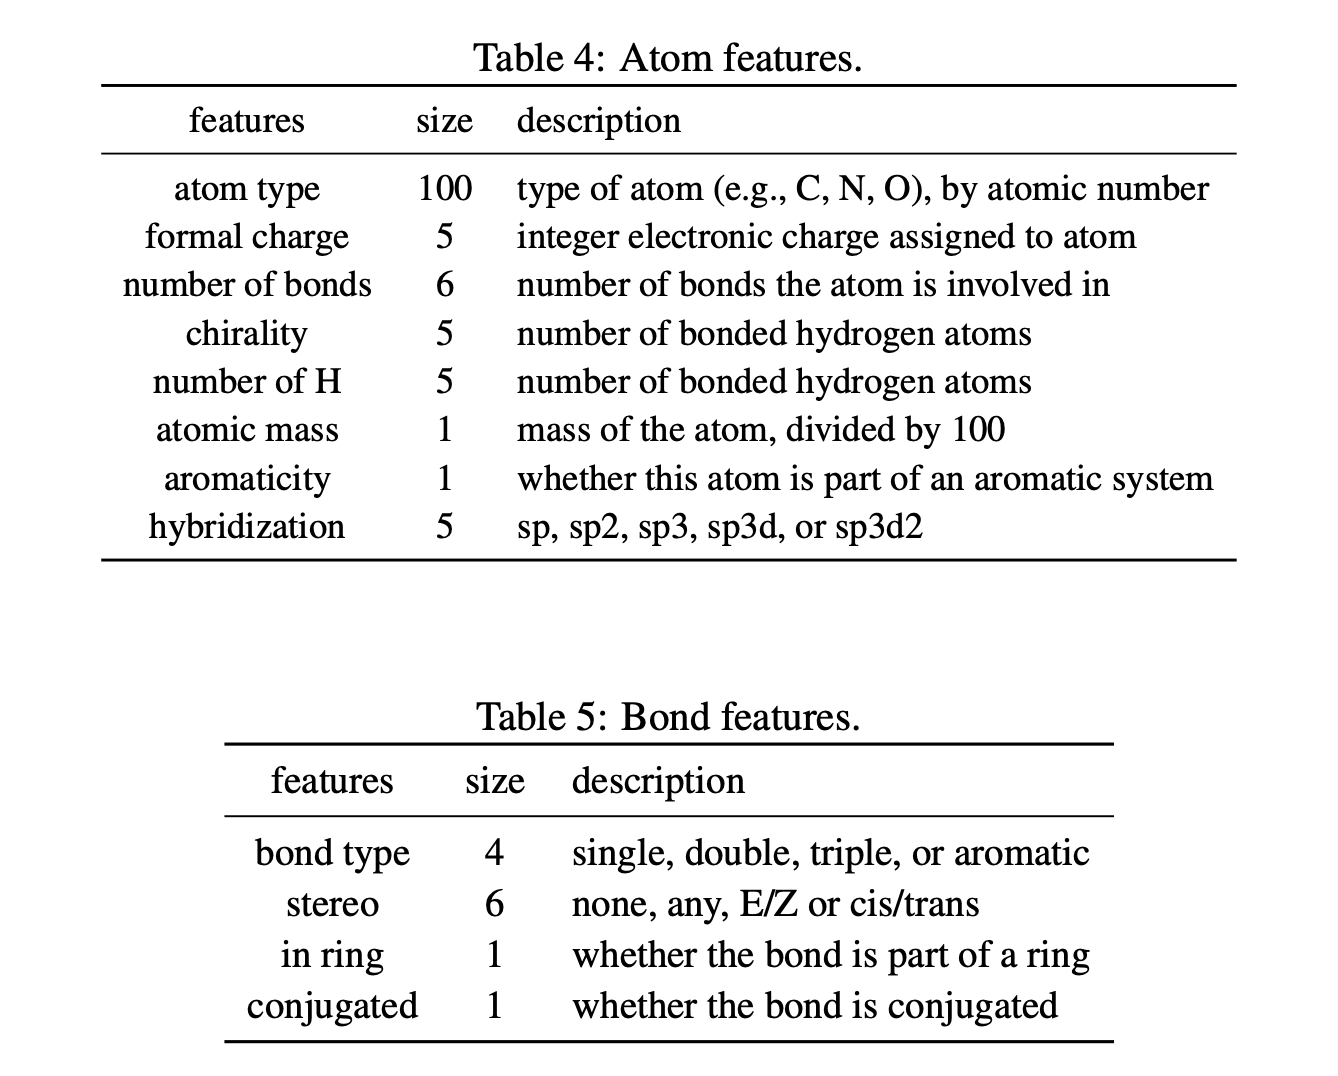 Table 4: Atom features.
features size description
atom type 100 type of atom (e.g., C, N, O), by atomic number
formal charge 5 integer electronic charge assigned to atom
number of bonds 6 number of bonds the atom is involved in
chirality 5 number of bonded hydrogen atoms
number of H 5 number of bonded hydrogen atoms
atomic mass 1 mass of the atom, divided by 100
aromaticity 1 whether this atom is part of an aromatic system
hybridization 5 sp, sp2, sp3, sp3d, or sp3d2
Table 5: Bond features.
features size description
bond type 4 single, double, triple, or aromatic
stereo 6 none, any, E/Z or cis/trans
in ring 1 whether the bond is part of a ring
conjugated 1 whether the bond is conjugated